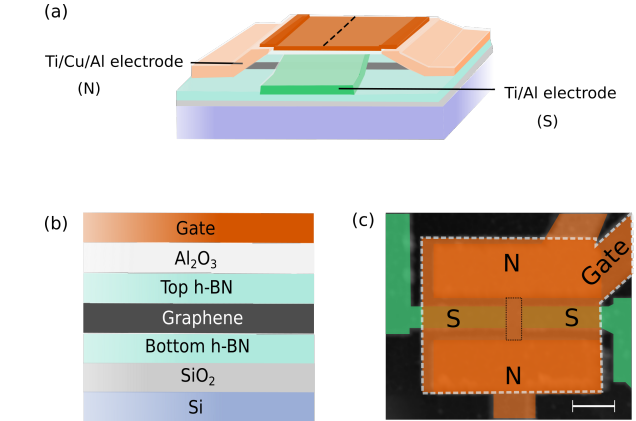 (a)
Ti/Cu/Al electrode
(N)
Ti/Al electrode
(S)
(b)
Gate
Al₂O₃
Top h-BN
Graphene
Bottom h-BN
SiO₂
Si
(c)
N
Gate
S S
N